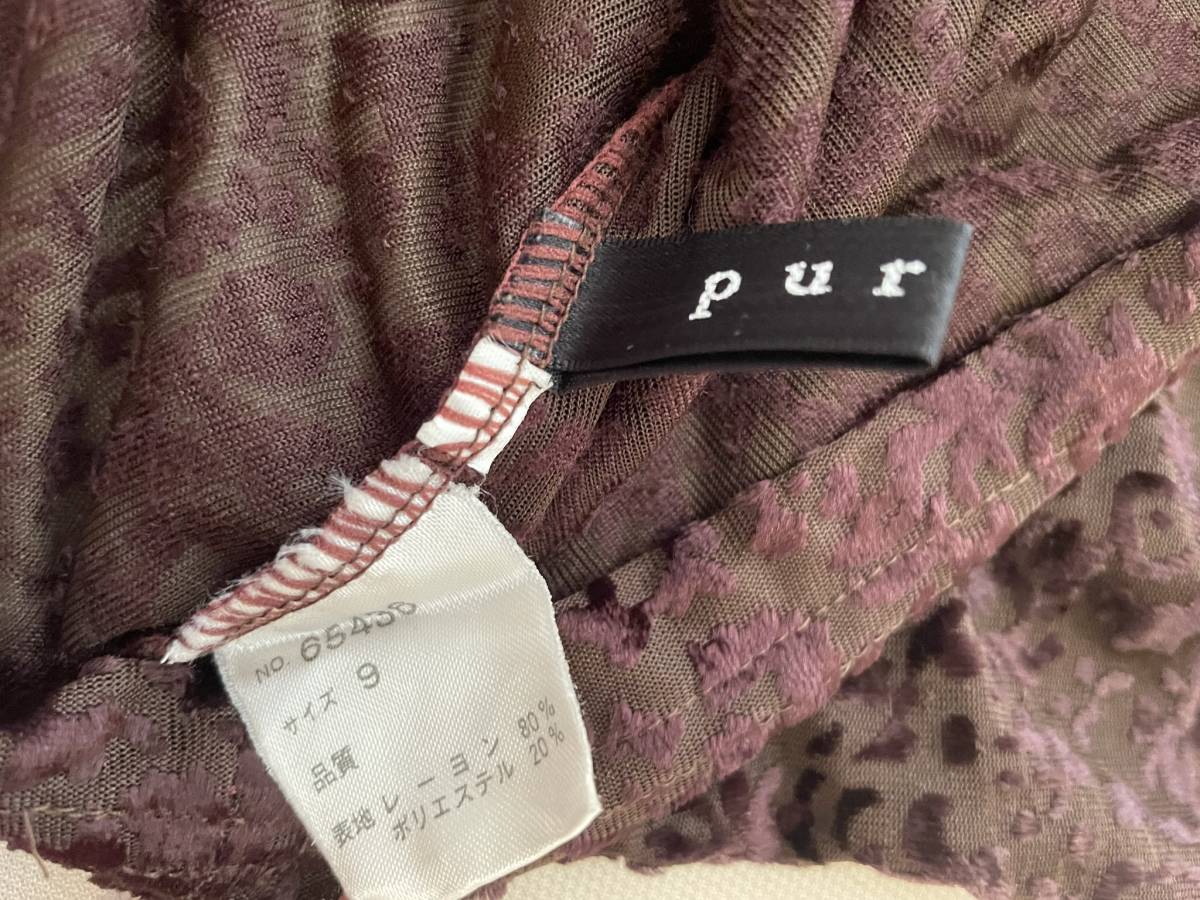 pur
NO. 65436
サイズ 9
品質
表地 レーヨン 80%
ポリエステル 20%